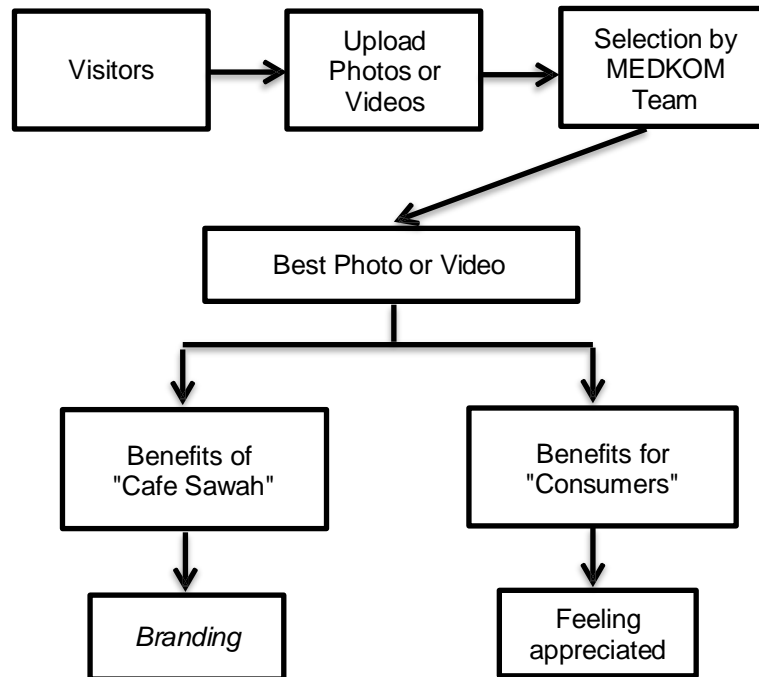 Visitors
Upload
Photos or
Videos
Selection by
MEDKOM
Team
Best Photo or Video
Benefits of
"Cafe Sawah"
Benefits for
"Consumers"
Branding
Feeling
appreciated